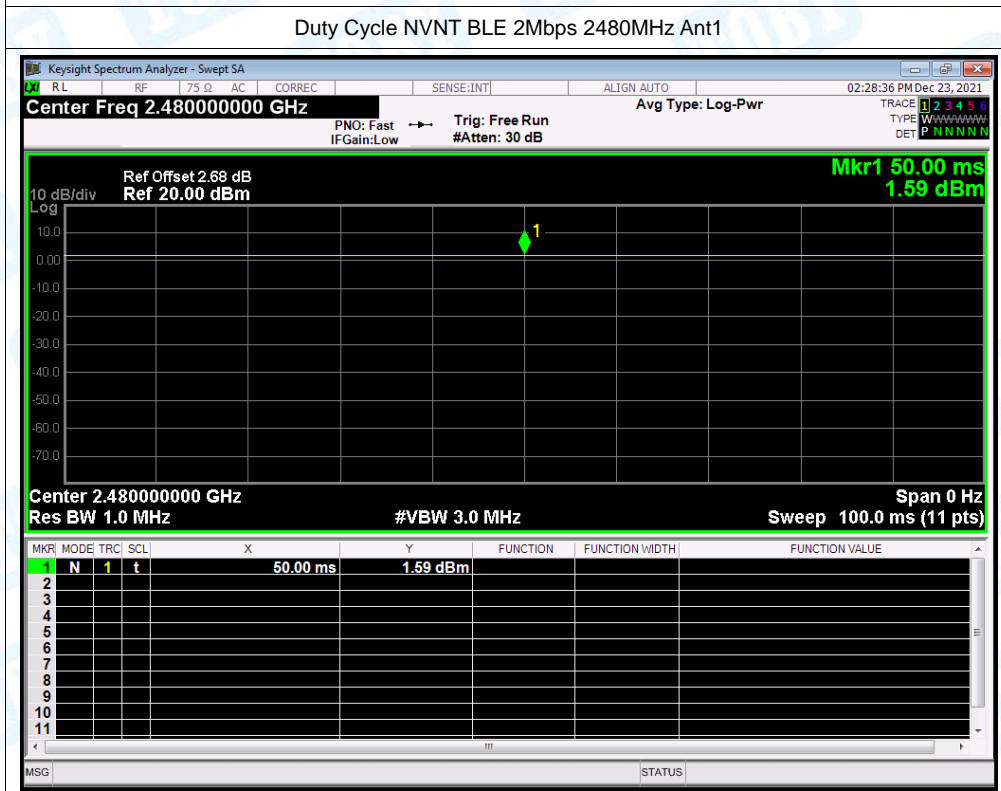 Duty Cycle NVNT BLE 2Mbps 2480MHz Ant1
Keysight Spectrum Analyzer - Swept SA
LXI RL RF 75 Ω AC CORREC SENSE:INT ALIGN AUTO 02:28:36 PM Dec 23, 2021
Center Freq 2.480000000 GHz Avg Type: Log-Pwr TRACE 1 2 3 4 5 6
PNO: Fast Trig: Free Run TYPE WWWWWWW
IFGain:Low #Atten: 30 dB DET P N N N N N
Ref Offset 2.68 dB Mkr1 50.00 ms
10 dB/div Ref 20.00 dBm 1.59 dBm
Log
10.0
1
0.00
-10.0
-20.0
-30.0
-40.0
-50.0
-60.0
-70.0
Center 2.480000000 GHz Span 0 Hz
Res BW 1.0 MHz #VBW 3.0 MHz Sweep 100.0 ms (11 pts)
MKR MODE TRC SCL X Y FUNCTION FUNCTION WIDTH FUNCTION VALUE
1 N 1 t 50.00 ms 1.59 dBm
2
3
4
5
6
7
8
9
10
11
MSG STATUS